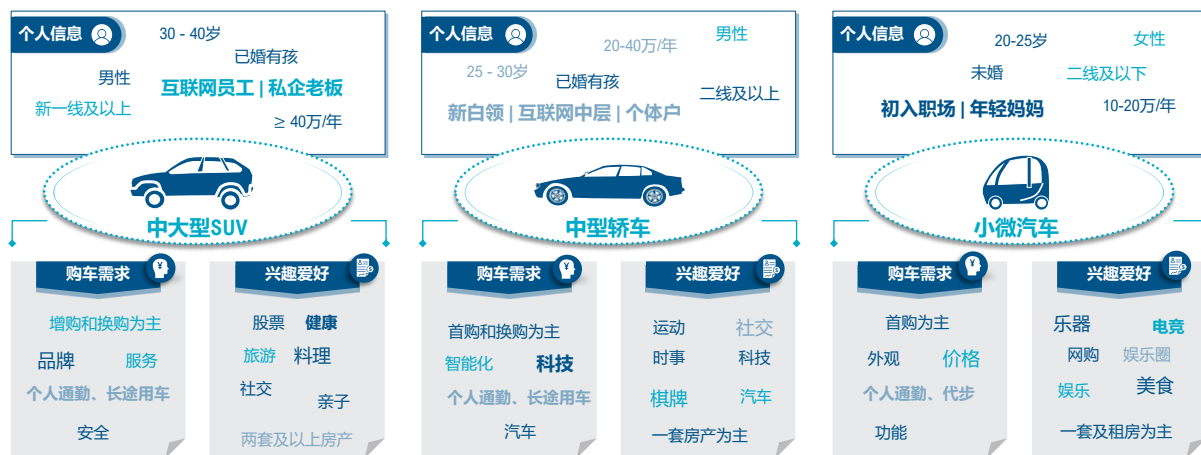 个人信息
30 - 40岁
已婚有孩
男性
互联网员工 | 私企老板
新一线及以上
≥ 40万/年
中大型SUV
购车需求
增购和换购为主
品牌
服务
个人通勤、长途用车
安全
兴趣爱好
股票
健康
旅游
料理
社交
亲子
两套及以上房产
个人信息
男性
20-40万/年
25 - 30岁
已婚有孩
二线及以上
新白领 | 互联网中层 | 个体户
中型轿车
购车需求
首购和换购为主
智能化
科技
个人通勤、长途用车
汽车
兴趣爱好
运动
社交
时事
科技
棋牌
汽车
一套房产为主
个人信息
20-25岁
女性
未婚
二线及以下
初入职场 | 年轻妈妈
10-20万/年
小微汽车
购车需求
¥
首购为主
外观
价格
个人通勤、代步
功能
兴趣爱好
乐器
电竞
网购
娱乐圈
娱乐
美食
一套及租房为主